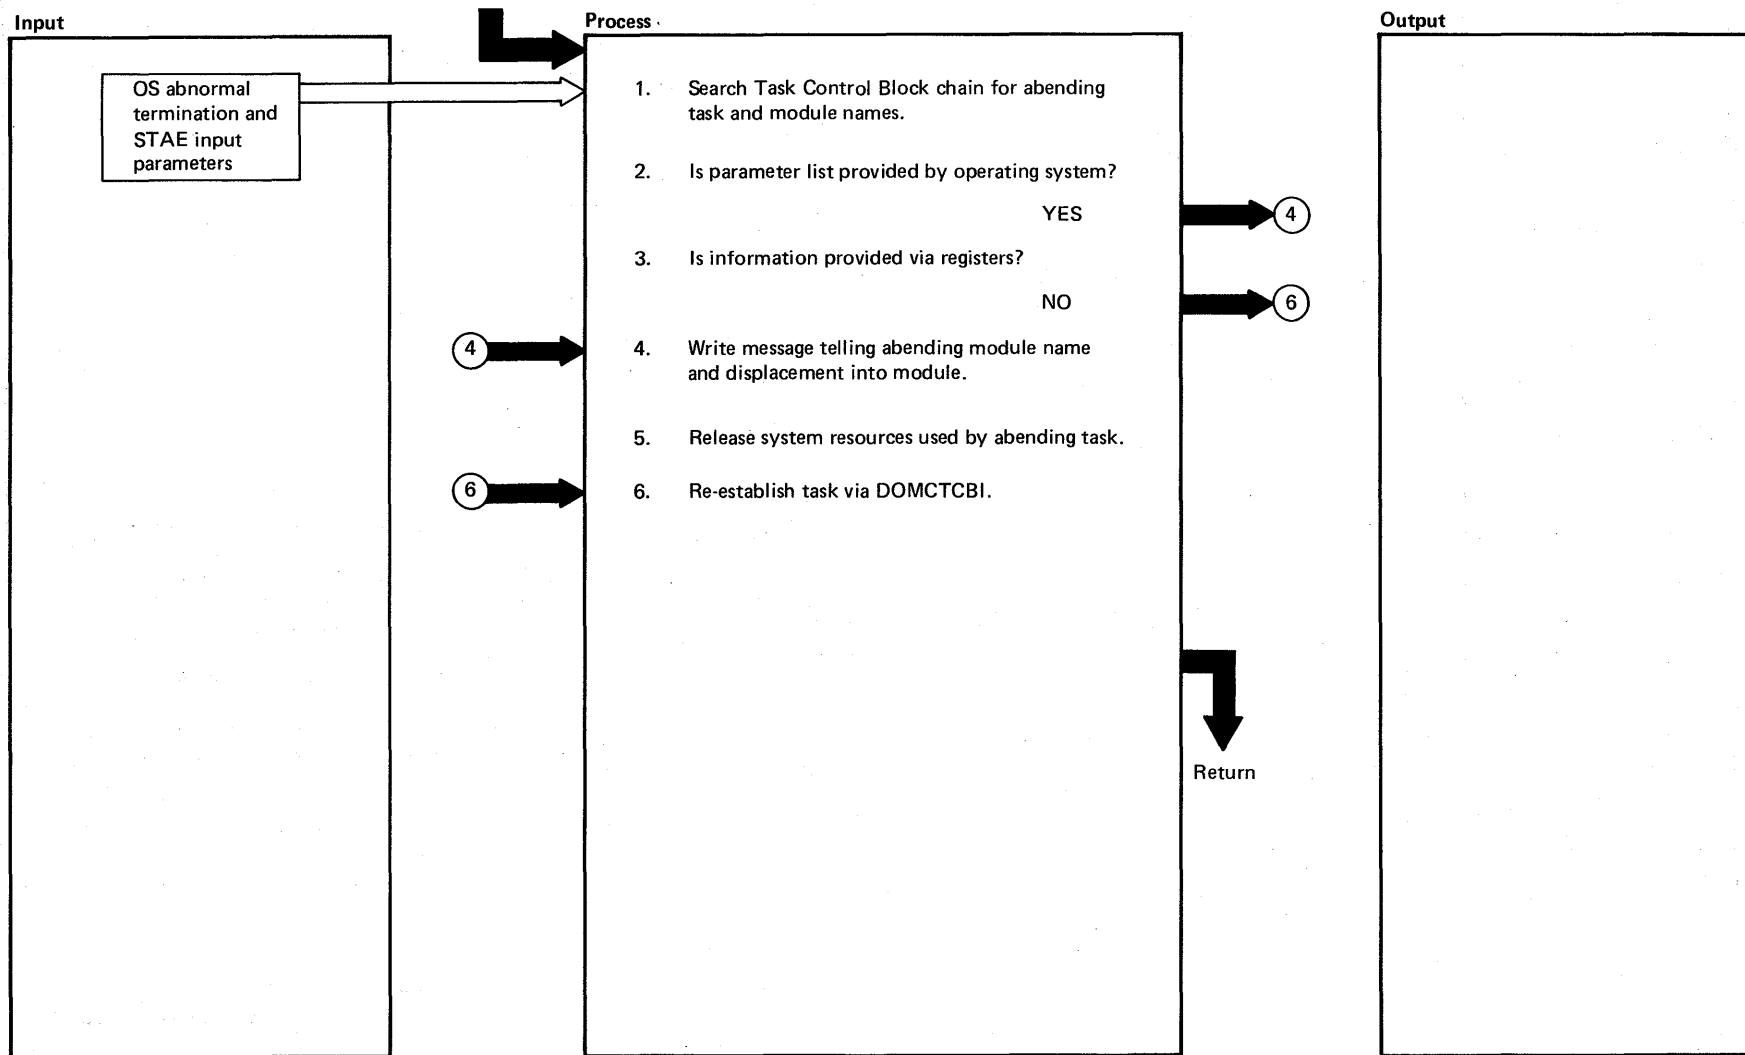 Input
Process
Output
OS abnormal
termination and
STAE input
parameters
1. Search Task Control Block chain for abending
task and module names.
2. Is parameter list provided by operating system?
YES
4
3. Is information provided via registers?
NO
6
4
4. Write message telling abending module name
and displacement into module.
5. Release system resources used by abending task.
6
6. Re-establish task via DOMCTCBI.
Return